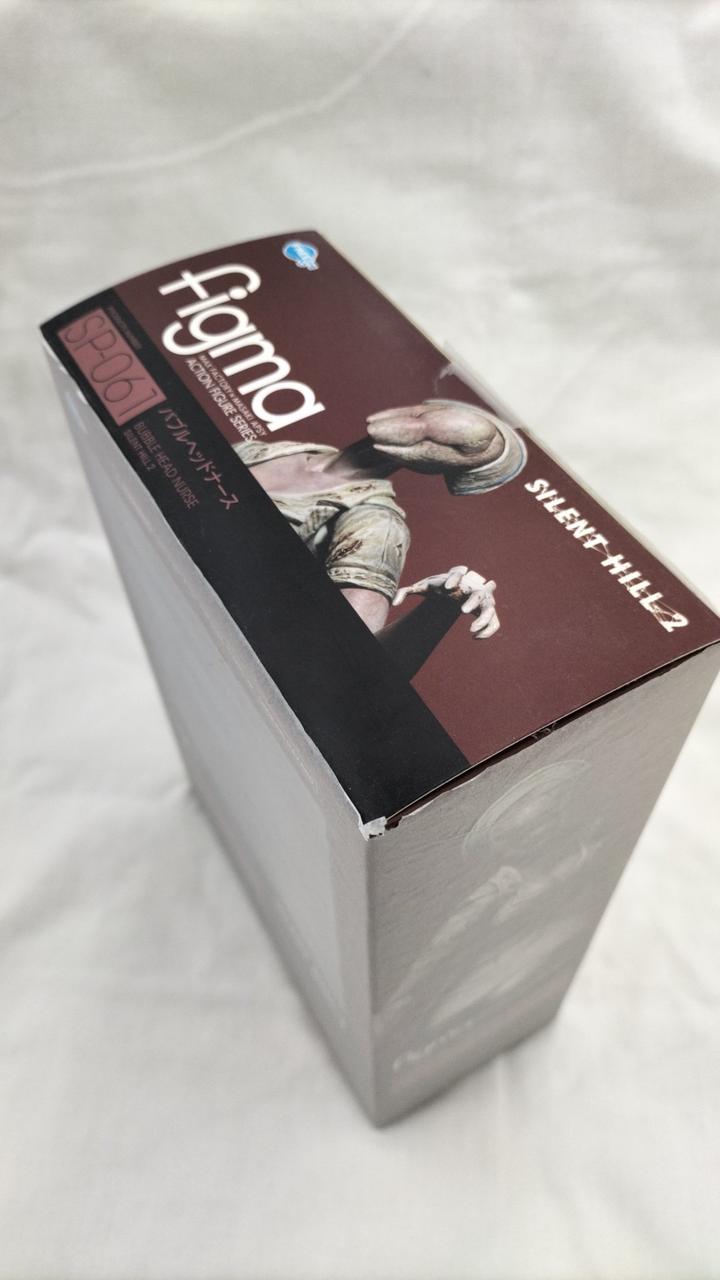 figma
MAX FACTORY × MASAKI APSY
ACTION FIGURE SERIES
SP-061
バブルヘッドナース
BUBBLE HEAD NURSE
SILENT HILL 2
SILENT HILL 2
figma